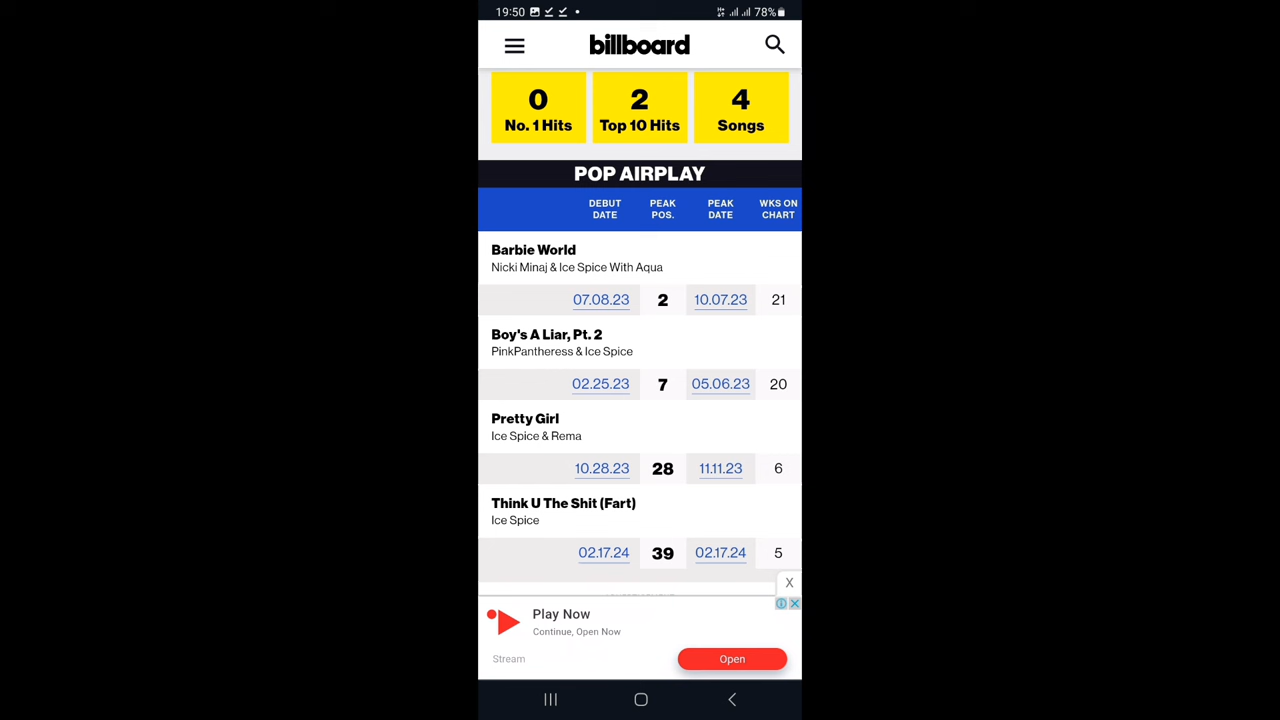 19:50 78%
billboard
0 2 4
No. 1 Hits Top 10 Hits Songs
POP AIRPLAY
DEBUT DATE PEAK POS. PEAK DATE WKS ON CHART
Barbie World
Nicki Minaj & Ice Spice With Aqua
07.08.23 2 10.07.23 21
Boy's A Liar, Pt. 2
PinkPantheress & Ice Spice
02.25.23 7 05.06.23 20
Pretty Girl
Ice Spice & Rema
10.28.23 28 11.11.23 6
Think U The Shit (Fart)
Ice Spice
02.17.24 39 02.17.24 5
X
Play Now
Continue, Open Now
Stream Open